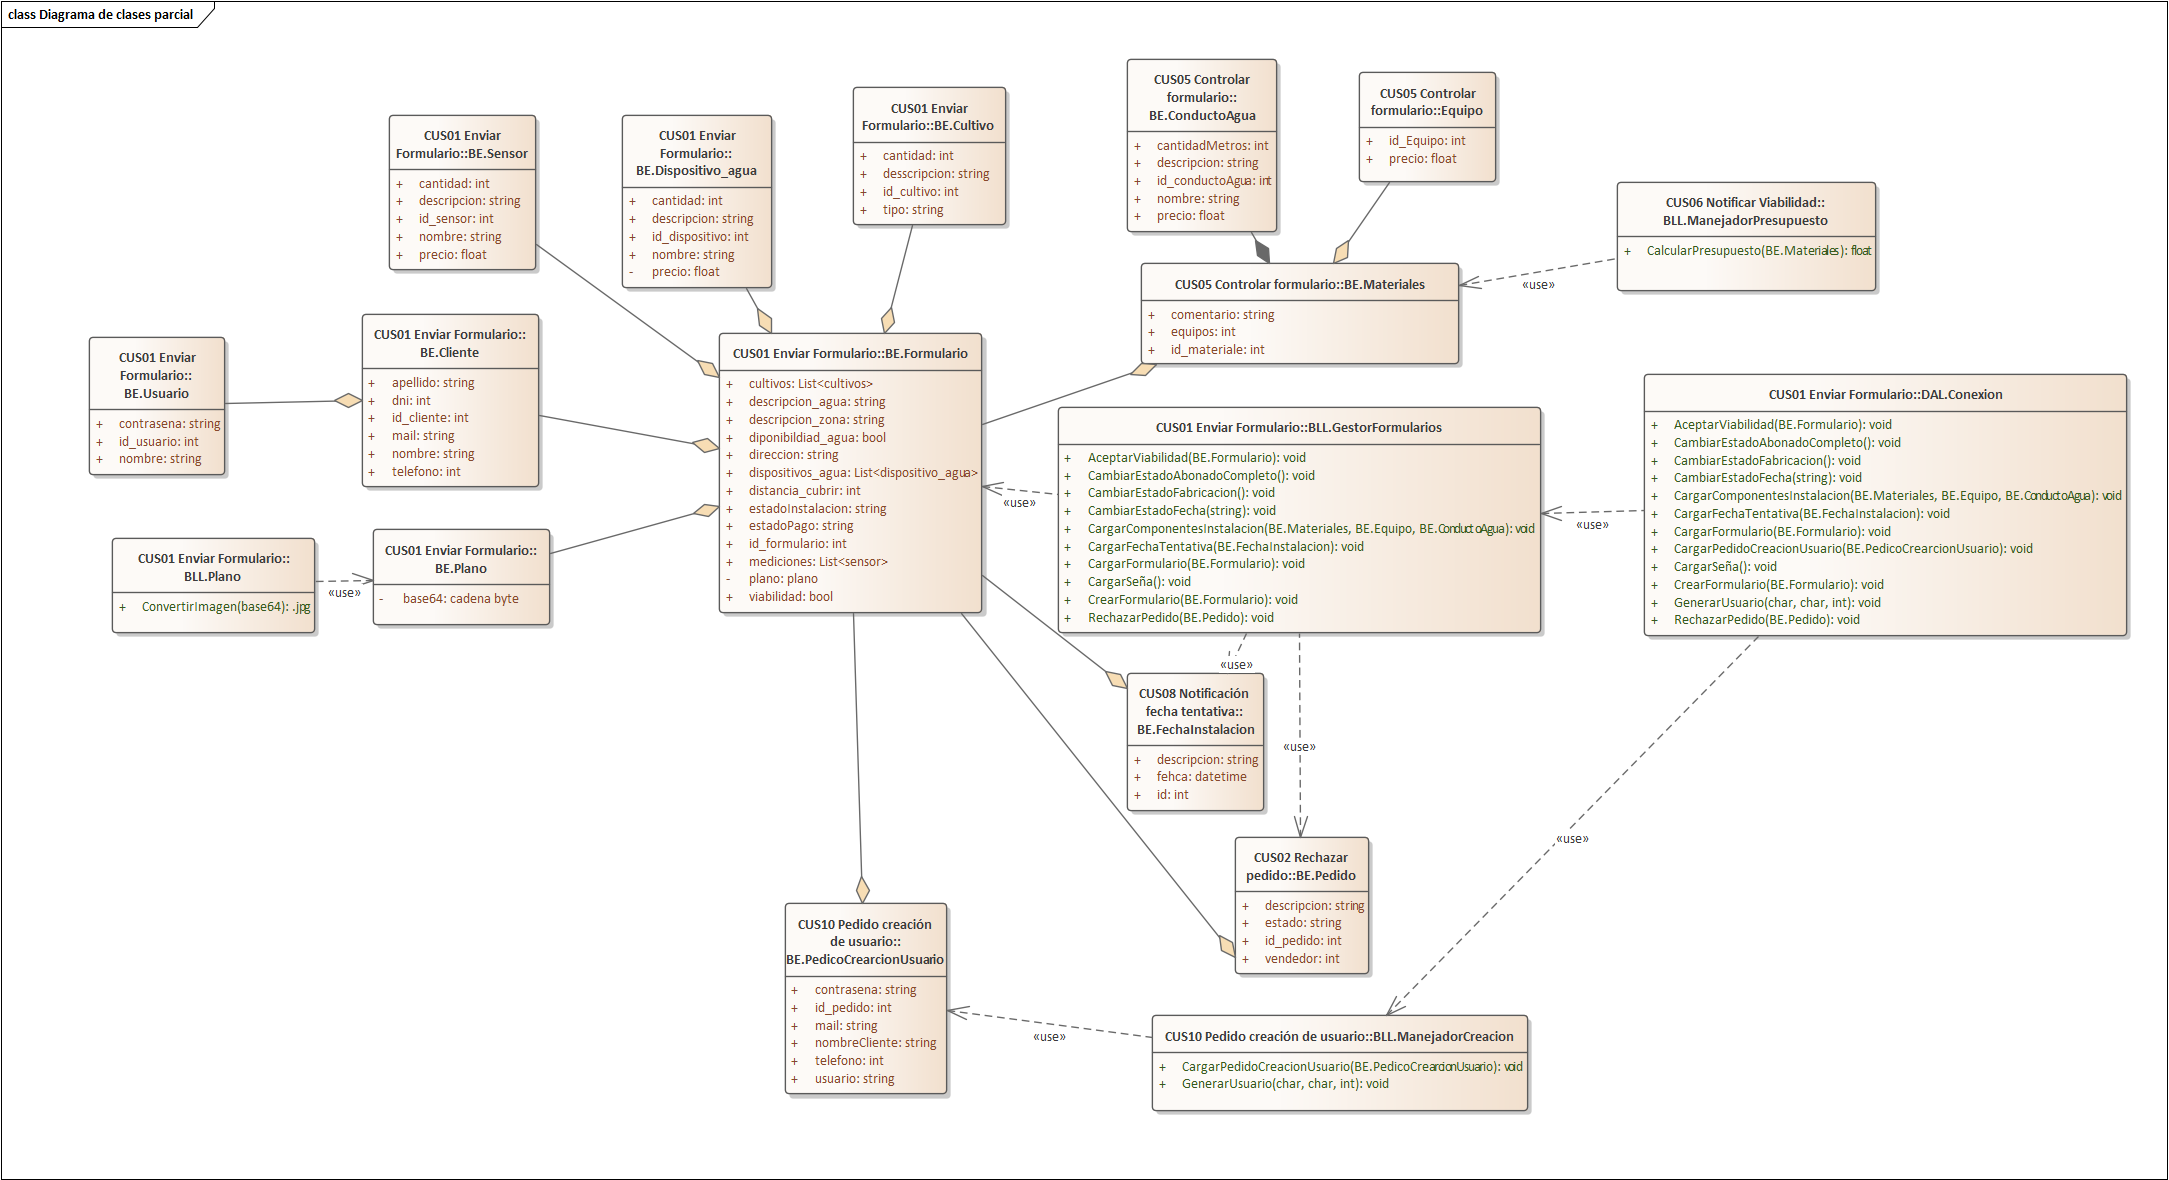 class Diagrama de clases parcial
CUS01 Enviar
Formulario::BE.Sensor
+ cantidad: int
+ descripcion: string
+ id_sensor: int
+ nombre: string
+ precio: float
CUS01 Enviar
Formulario::
BE.Dispositivo_agua
+ cantidad: int
+ descripcion: string
+ id_dispositivo: int
+ nombre: string
- precio: float
CUS01 Enviar
Formulario::BE.Cultivo
+ cantidad: int
+ desscripcion: string
+ id_cultivo: int
+ tipo: string
CUS05 Controlar
formulario::
BE.ConductoAgua
+ cantidadMetros: int
+ descripcion: string
+ id_conductoAgua: int
+ nombre: string
+ precio: float
CUS05 Controlar
formulario::Equipo
+ id_Equipo: int
+ precio: float
CUS06 Notificar Viabilidad::
BLL.ManejadorPresupuesto
+ CalcularPresupuesto(BE.Materiales): float
«use»
CUS05 Controlar formulario::BE.Materiales
+ comentario: string
+ equipos: int
+ id_materiale: int
CUS01 Enviar
Formulario::
BE.Usuario
+ contrasena: string
+ id_usuario: int
+ nombre: string
CUS01 Enviar Formulario::
BE.Cliente
+ apellido: string
+ dni: int
+ id_cliente: int
+ mail: string
+ nombre: string
+ telefono: int
CUS01 Enviar Formulario::BE.Formulario
+ cultivos: List<cultivos>
+ descripcion_agua: string
+ descripcion_zona: string
+ diponibildiad_agua: bool
+ direccion: string
+ dispositivos_agua: List<dispositivo_agua>
+ distancia_cubrir: int
+ estadoInstalacion: string
+ estadoPago: string
+ id_formulario: int
+ mediciones: List<sensor>
- plano: plano
+ viabilidad: bool
«use»
CUS01 Enviar Formulario::BLL.GestorFormularios
+ AceptarViabilidad(BE.Formulario): void
+ CambiarEstadoAbonadoCompleto(): void
+ CambiarEstadoFabricacion(): void
+ CambiarEstadoFecha(string): void
+ CargarComponentesInstalacion(BE.Materiales, BE.Equipo, BE.ConductoAgua): void
+ CargarFechaTentativa(BE.FechaInstalacion): void
+ CargarFormulario(BE.Formulario): void
+ CargarSeña(): void
+ CrearFormulario(BE.Formulario): void
+ RechazarPedido(BE.Pedido): void
«use»
CUS01 Enviar Formulario::DAL.Conexion
+ AceptarViabilidad(BE.Formulario): void
+ CambiarEstadoAbonadoCompleto(): void
+ CambiarEstadoFabricacion(): void
+ CambiarEstadoFecha(string): void
+ CargarComponentesInstalacion(BE.Materiales, BE.Equipo, BE.ConductoAgua): void
+ CargarFechaTentativa(BE.FechaInstalacion): void
+ CargarFormulario(BE.Formulario): void
+ CargarPedidoCreacionUsuario(BE.PedicoCrearcionUsuario): void
+ CargarSeña(): void
+ CrearFormulario(BE.Formulario): void
+ GenerarUsuario(char, char, int): void
+ RechazarPedido(BE.Pedido): void
CUS01 Enviar Formulario::
BLL.Plano
+ ConvertirImagen(base64): .jpg
«use»
CUS01 Enviar Formulario::
BE.Plano
- base64: cadena byte
«use»
CUS08 Notificación
fecha tentativa::
BE.FechaInstalacion
+ descripcion: string
+ fehca: datetime
+ id: int
«use»
«use»
CUS02 Rechazar
pedido::BE.Pedido
+ descripcion: string
+ estado: string
+ id_pedido: int
+ vendedor: int
CUS10 Pedido creación
de usuario::
BE.PedicoCrearcionUsuario
+ contrasena: string
+ id_pedido: int
+ mail: string
+ nombreCliente: string
+ telefono: int
+ usuario: string
«use»
CUS10 Pedido creación de usuario::BLL.ManejadorCreacion
+ CargarPedidoCreacionUsuario(BE.PedicoCrearcionUsuario): void
+ GenerarUsuario(char, char, int): void